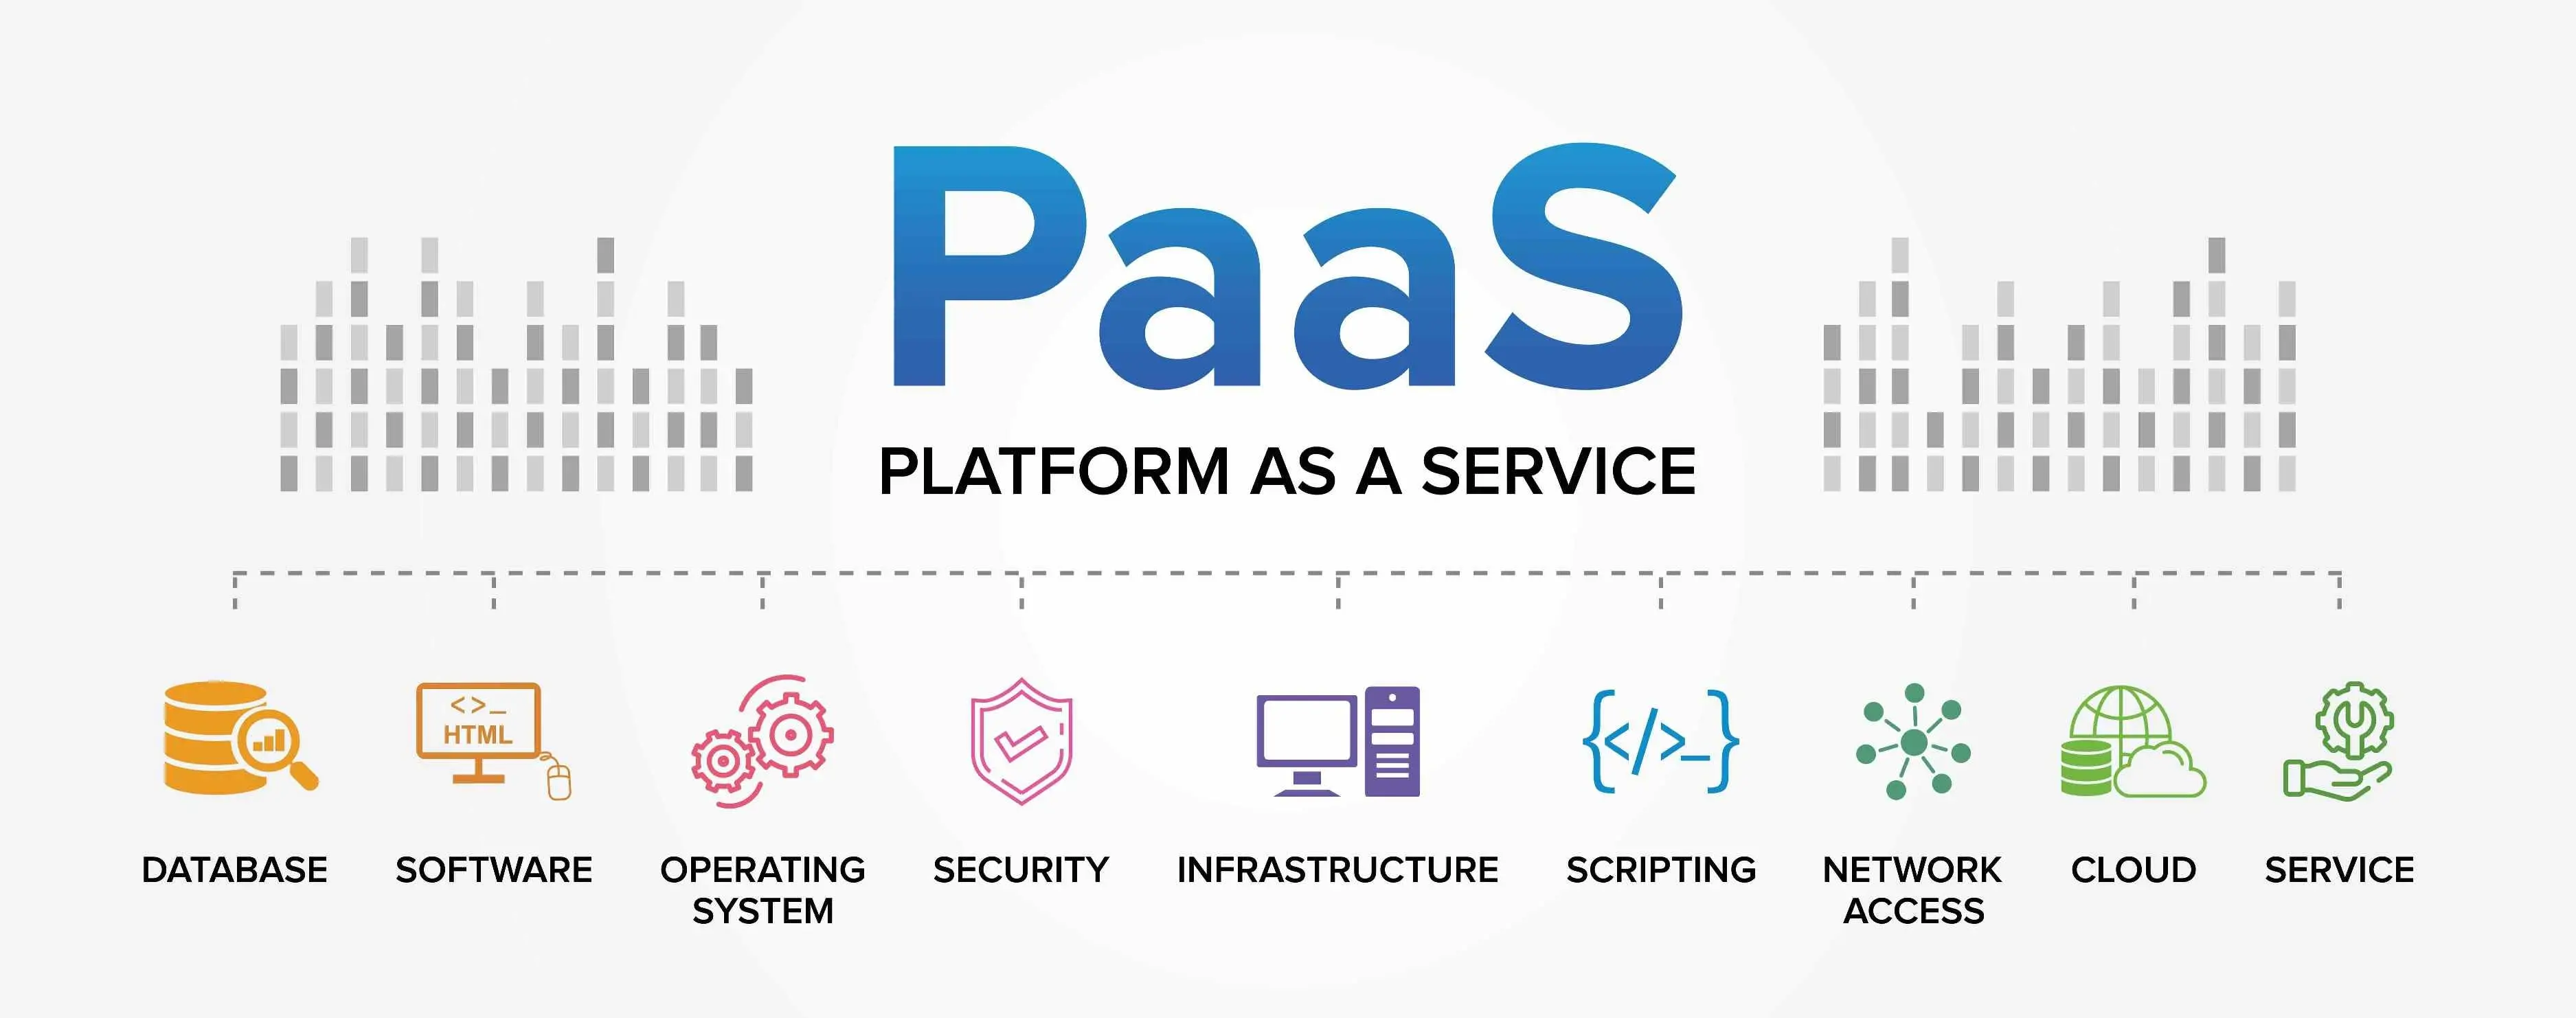 PaaS
PLATFORM AS A SERVICE
<>_
HTML
{</>_}
DATABASE
SOFTWARE
OPERATING
SYSTEM
SECURITY
INFRASTRUCTURE
SCRIPTING
NETWORK
ACCESS
CLOUD
SERVICE